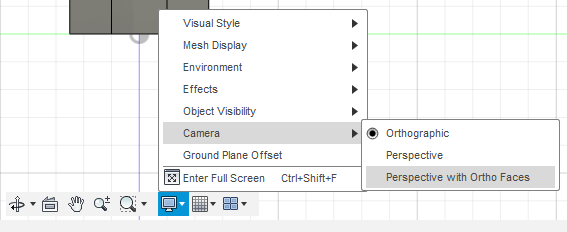 Visual Style
Mesh Display
Environment
Effects
Object Visibility
Camera
Orthographic
Perspective
Perspective with Ortho Faces
Ground Plane Offset
Enter Full Screen Ctrl+Shift+F